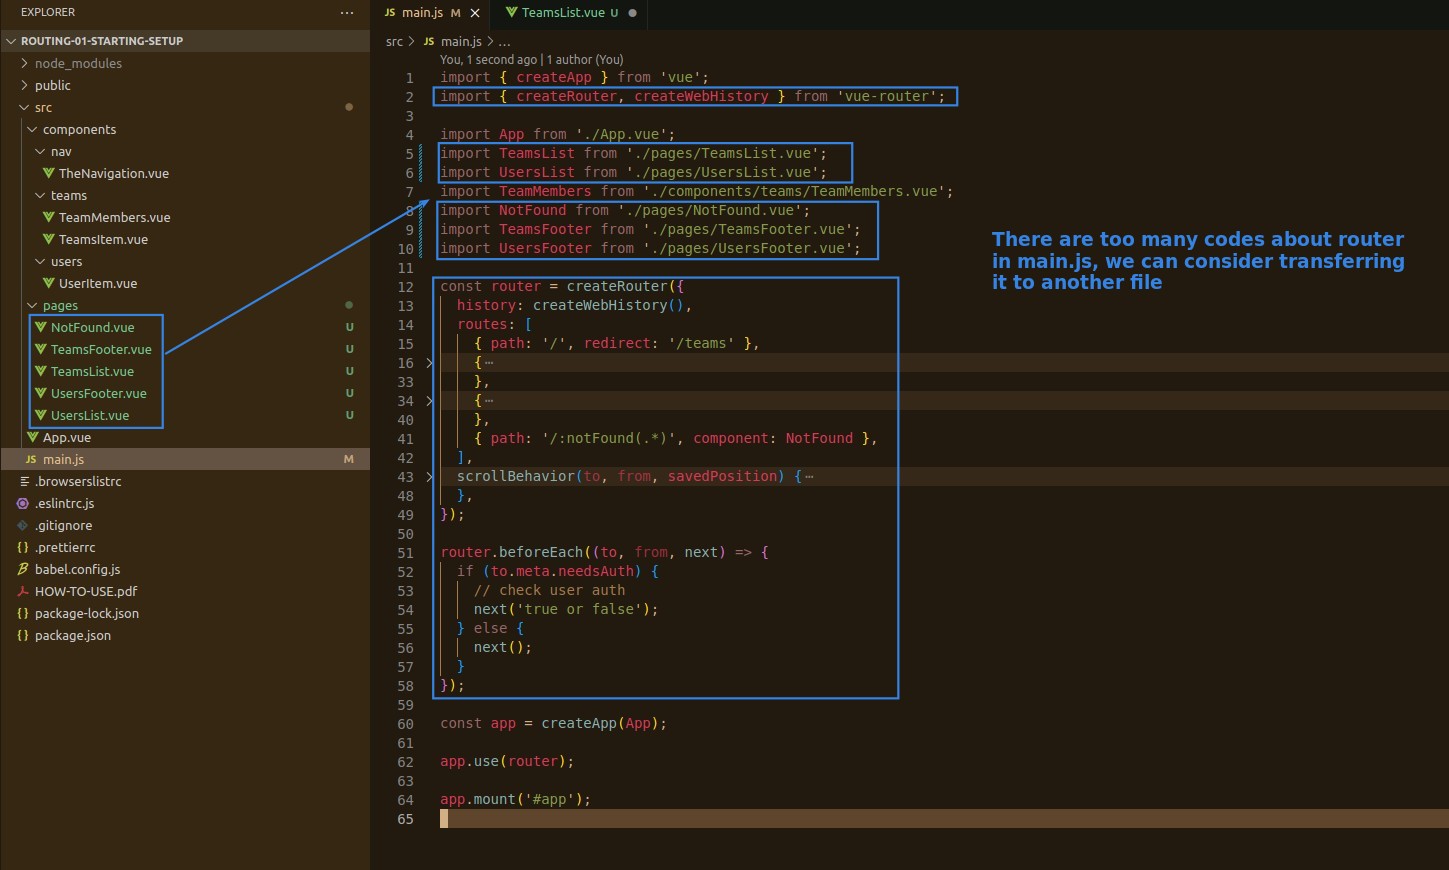 EXPLORER ...
ROUTING-01-STARTING-SETUP
node_modules
public
src
components
nav
TheNavigation.vue
teams
TeamMembers.vue
TeamsItem.vue
users
UserItem.vue
pages
NotFound.vue U
TeamsFooter.vue U
TeamsList.vue U
UsersFooter.vue U
UsersList.vue U
App.vue
JS main.js M
.browserslistrc
.eslintrc.js
.gitignore
{} .prettierrc
babel.config.js
HOW-TO-USE.pdf
{} package-lock.json
{} package.json
JS main.js M × TeamsList.vue U ●
src > JS main.js > ...
You, 1 second ago | 1 author (You)
1 import { createApp } from 'vue';
2 import { createRouter, createWebHistory } from 'vue-router';
3
4 import App from './App.vue';
5 import TeamsList from './pages/TeamsList.vue';
6 import UsersList from './pages/UsersList.vue';
7 import TeamMembers from './components/teams/TeamMembers.vue';
8 import NotFound from './pages/NotFound.vue';
9 import TeamsFooter from './pages/TeamsFooter.vue';
10 import UsersFooter from './pages/UsersFooter.vue';
11
12 const router = createRouter({
13 history: createWebHistory(),
14 routes: [
15 { path: '/', redirect: '/teams' },
16 > {⋯
33 },
34 > {⋯
40 },
41 { path: '/:notFound(.*)', component: NotFound },
42 ],
43 > scrollBehavior(to, from, savedPosition) {⋯
48 },
49 });
50
51 router.beforeEach((to, from, next) => {
52 if (to.meta.needsAuth) {
53 // check user auth
54 next('true or false');
55 } else {
56 next();
57 }
58 });
59
60 const app = createApp(App);
61
62 app.use(router);
63
64 app.mount('#app');
65
There are too many codes about router
in main.js, we can consider transferring
it to another file